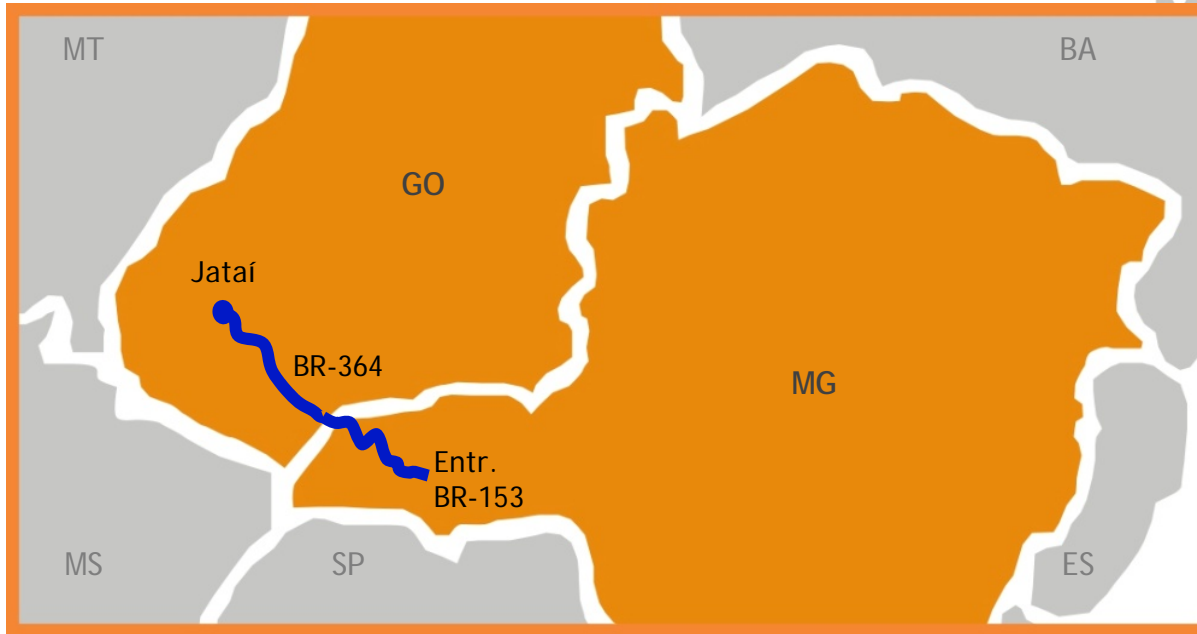 MT
BA
GO
Jataí
BR-364
MG
Entr.
BR-153
MS
SP
ES